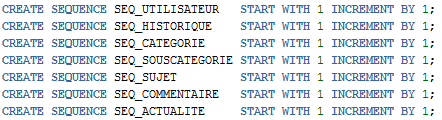 CREATE SEQUENCE SEQ_UTILISATEUR START WITH 1 INCREMENT BY 1;
CREATE SEQUENCE SEQ_HISTORIQUE START WITH 1 INCREMENT BY 1;
CREATE SEQUENCE SEQ_CATEGORIE START WITH 1 INCREMENT BY 1;
CREATE SEQUENCE SEQ_SOUSCATEGORIE START WITH 1 INCREMENT BY 1;
CREATE SEQUENCE SEQ_SUJET START WITH 1 INCREMENT BY 1;
CREATE SEQUENCE SEQ_COMMENTAIRE START WITH 1 INCREMENT BY 1;
CREATE SEQUENCE SEQ_ACTUALITE START WITH 1 INCREMENT BY 1;